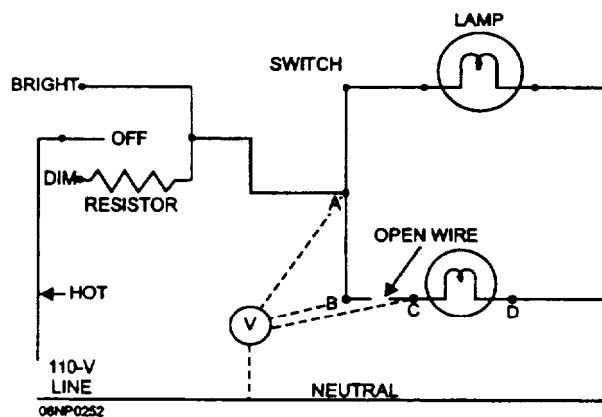 LAMP
SWITCH
BRIGHT
OFF
DIM
RESISTOR
A
OPEN WIRE
B
C
D
HOT
V
110-V
LINE
NEUTRAL
06NP0252